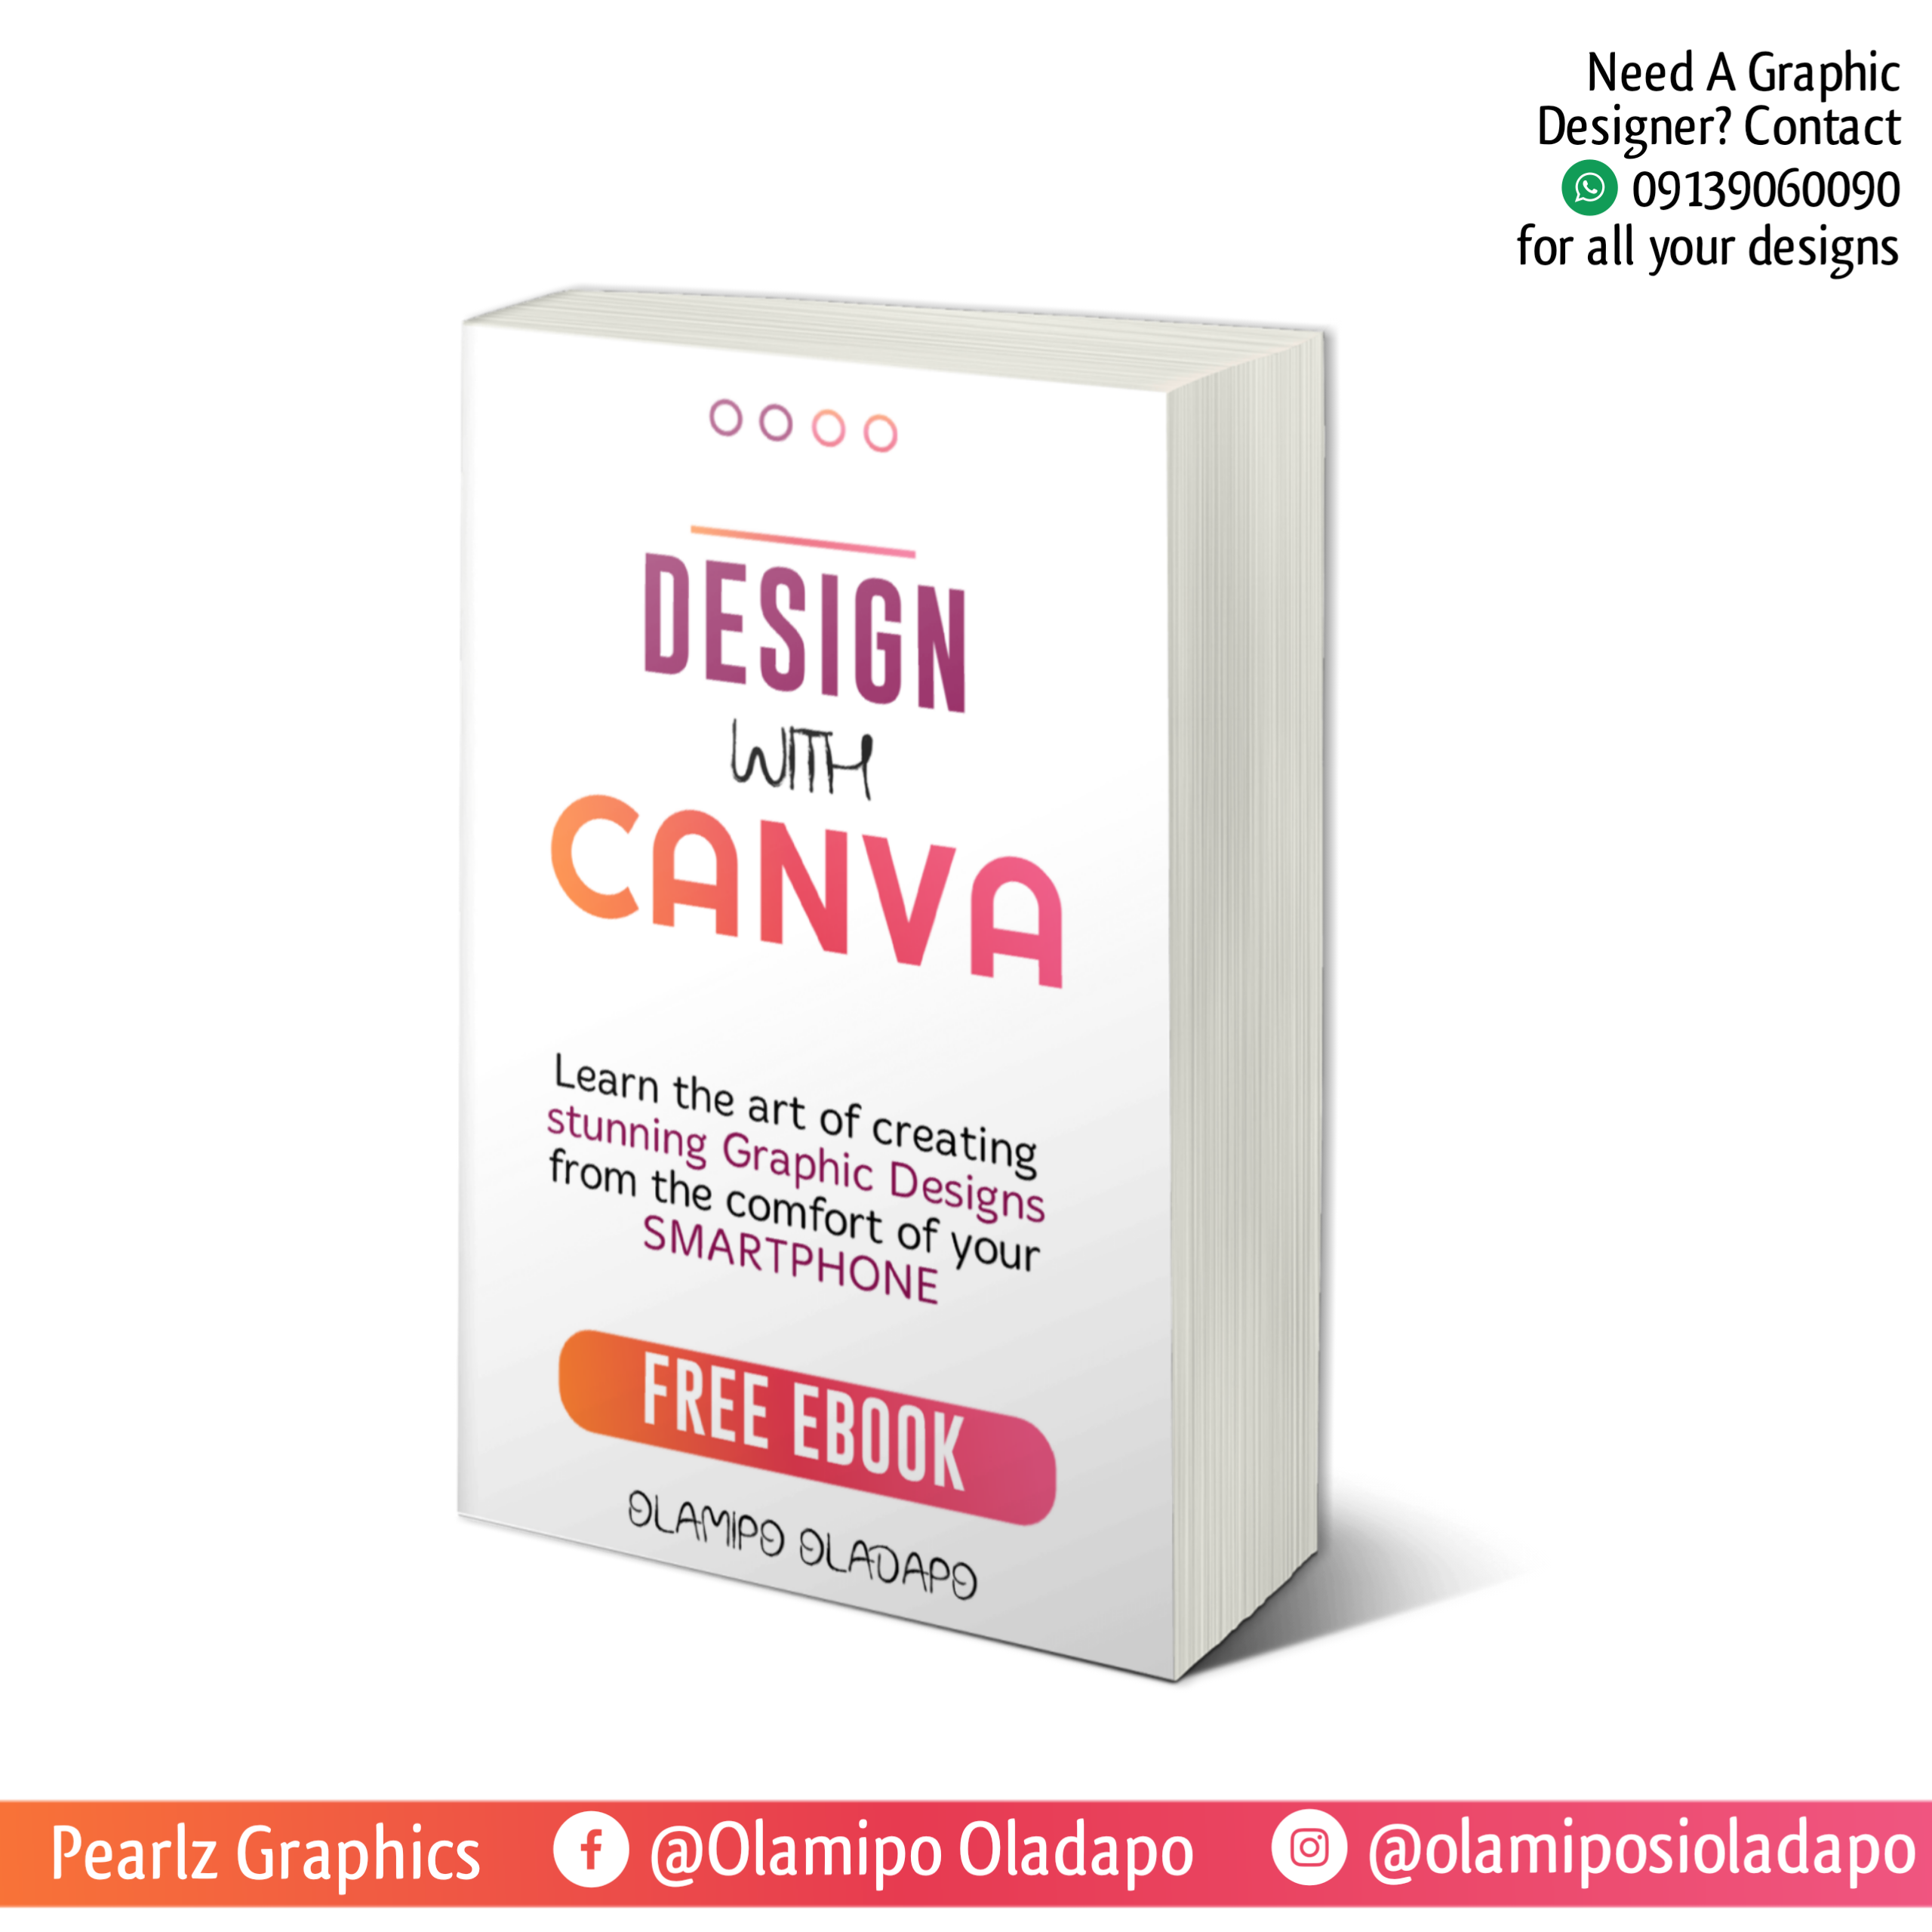 Need A Graphic
Designer? Contact
09139060090
for all your designs
DESIGN
WITH
CANVA
Learn the art of creating
stunning Graphic Designs
from the comfort of your
SMARTPHONE
FREE EBOOK
OLAMIPO OLADAPO
Pearlz Graphics @Olamipo Oladapo @olamiposioladapo